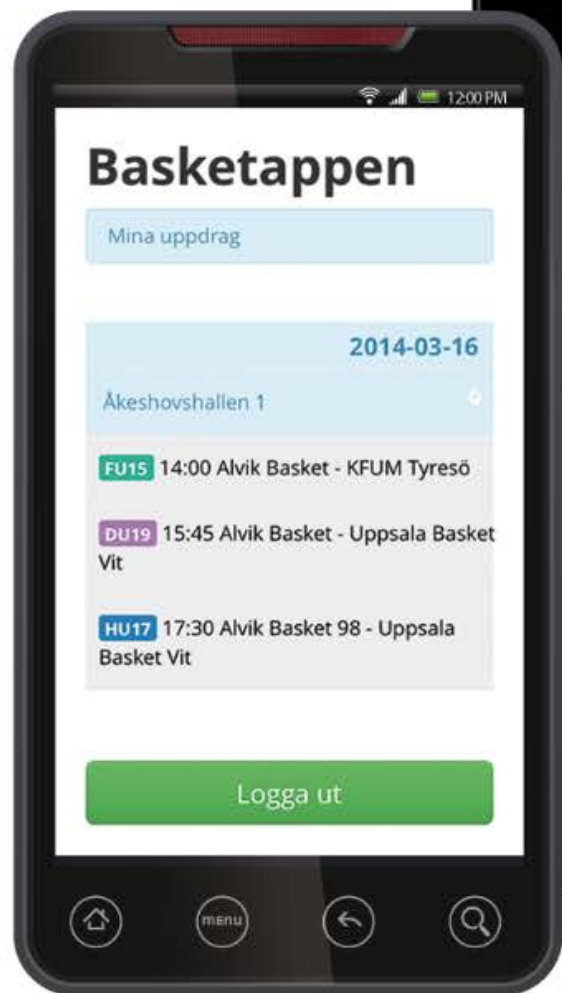 12:00 PM
Basketappen
Mina uppdrag
2014-03-16
Åkeshovshallen 1
FU15 14:00 Alvik Basket - KFUM Tyresö
DU19 15:45 Alvik Basket - Uppsala Basket
Vit
HU17 17:30 Alvik Basket 98 - Uppsala
Basket Vit
Logga ut
menu